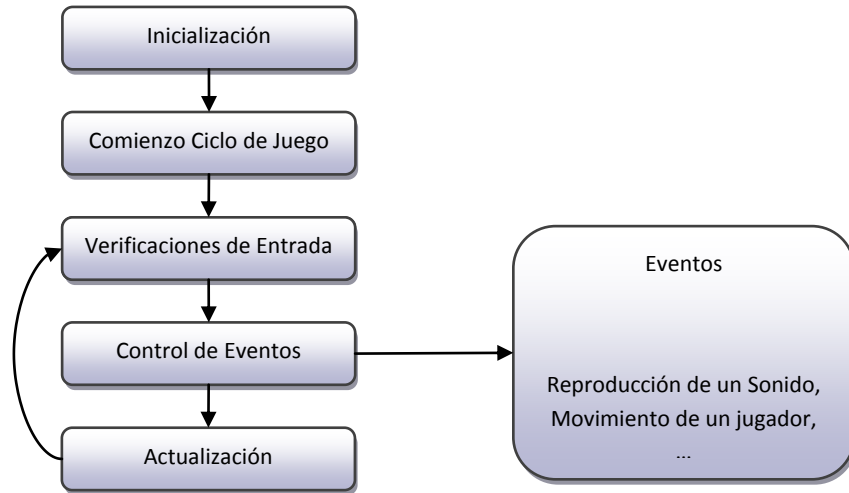 Inicialización
Comienzo Ciclo de Juego
Verificaciones de Entrada
Control de Eventos
Actualización
Eventos
Reproducción de un Sonido,
Movimiento de un jugador,
...